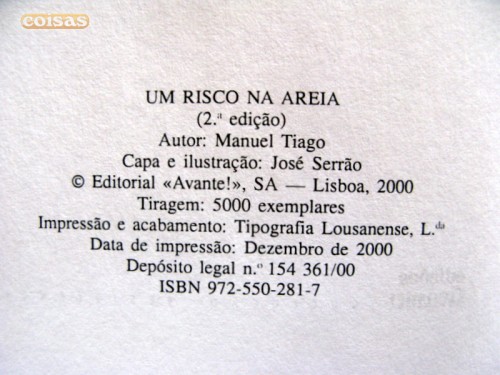 coisas
UM RISCO NA AREIA
(2.ª edição)
Autor: Manuel Tiago
Capa e ilustração: José Serrão
© Editorial «Avante!», SA — Lisboa, 2000
Tiragem: 5000 exemplares
Impressão e acabamento: Tipografia Lousanense, L.da
Data de impressão: Dezembro de 2000
Depósito legal n.º 154 361/00
ISBN 972-550-281-7